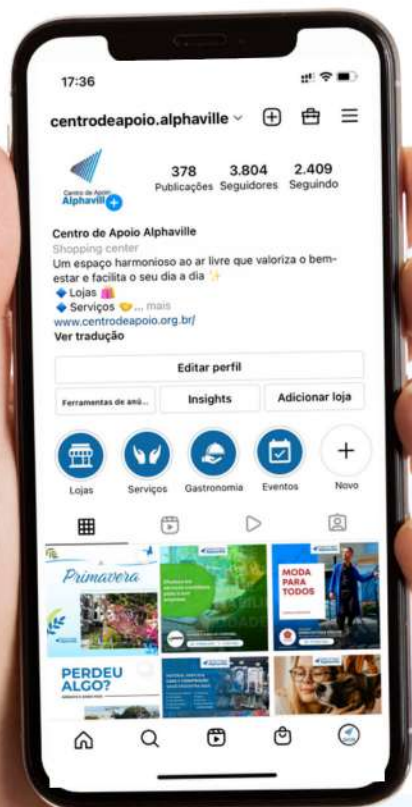 17:36
centrodeapoio.alphaville
Centro de Apoio
Alphaville
378 3.804 2.409
Publicações Seguidores Seguindo
Centro de Apoio Alphaville
Shopping center
Um espaço harmonioso ao ar livre que valoriza o bem-
estar e facilita o seu dia a dia
Lojas
Serviços ... mais
www.centrodeapoio.org.br/
Ver tradução
Editar perfil
Ferramentas de anú... Insights Adicionar loja
Lojas Serviços Gastronomia Eventos Novo
Primavera
MODA
PARA
TODOS
PERDEU
ALGO?